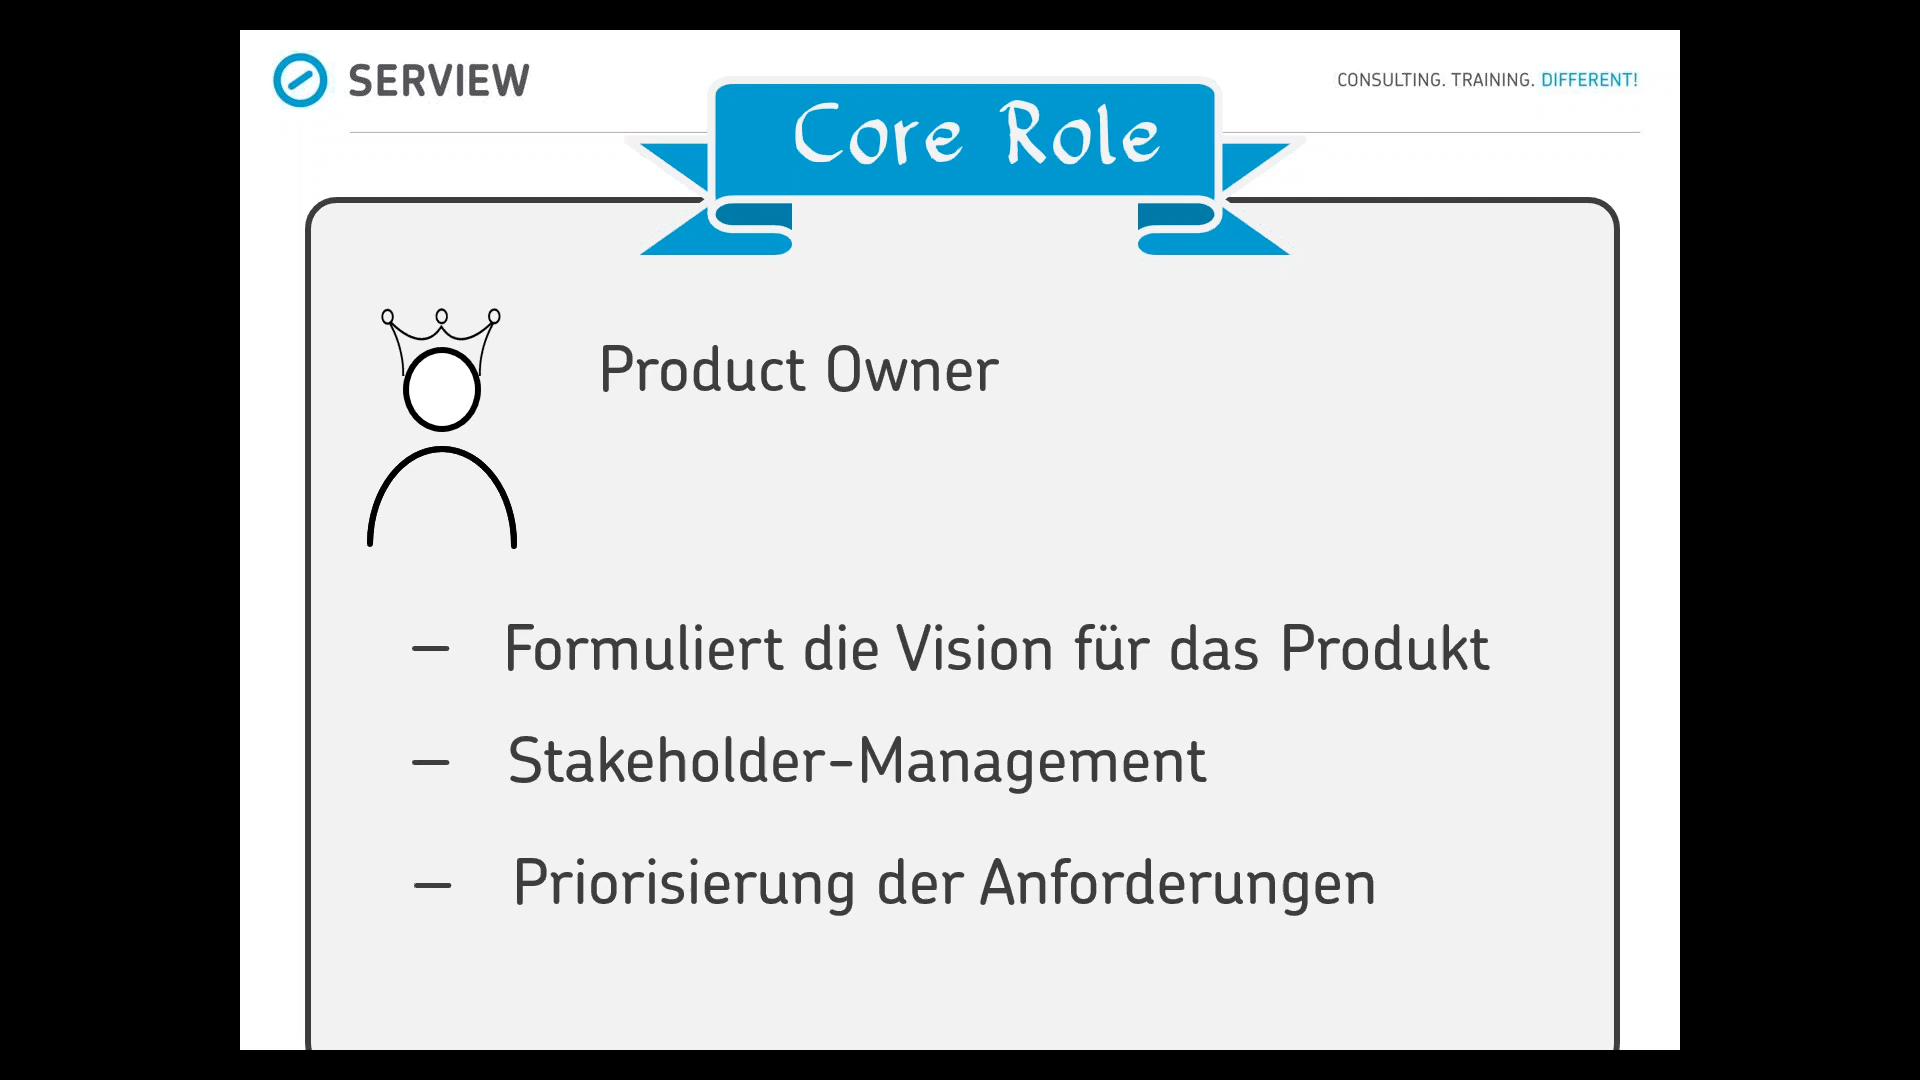 SERVIEW
CONSULTING. TRAINING. DIFFERENT!
Core Role
Product Owner
– Formuliert die Vision für das Produkt
– Stakeholder-Management
– Priorisierung der Anforderungen